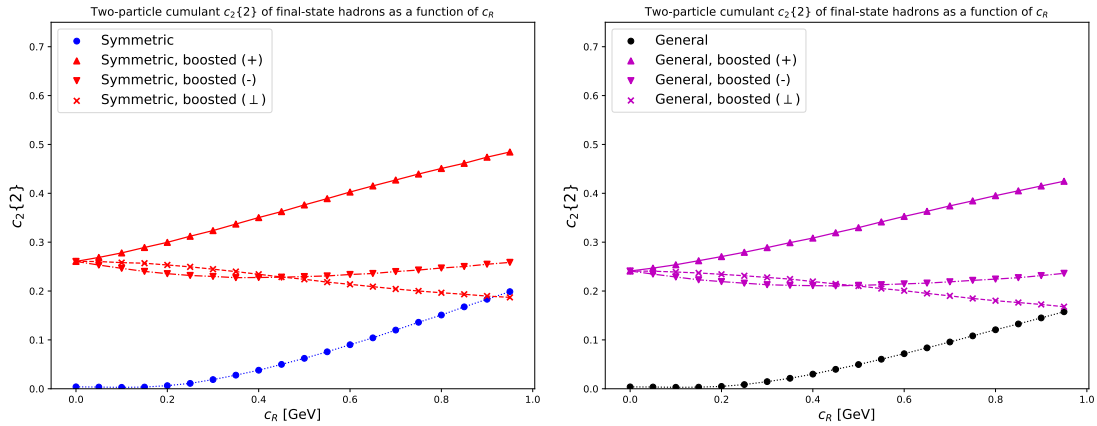 Two-particle cumulant c₂{2} of final-state hadrons as a function of c_R
0.7
0.6
0.5
0.4
0.3
0.2
0.1
0.0
c₂{2}
Symmetric
Symmetric, boosted (+)
Symmetric, boosted (-)
Symmetric, boosted (⊥)
0.0 0.2 0.4 0.6 0.8 1.0
c_R [GeV]
Two-particle cumulant c₂{2} of final-state hadrons as a function of c_R
0.7
0.6
0.5
0.4
0.3
0.2
0.1
0.0
c₂{2}
General
General, boosted (+)
General, boosted (-)
General, boosted (⊥)
0.0 0.2 0.4 0.6 0.8 1.0
c_R [GeV]